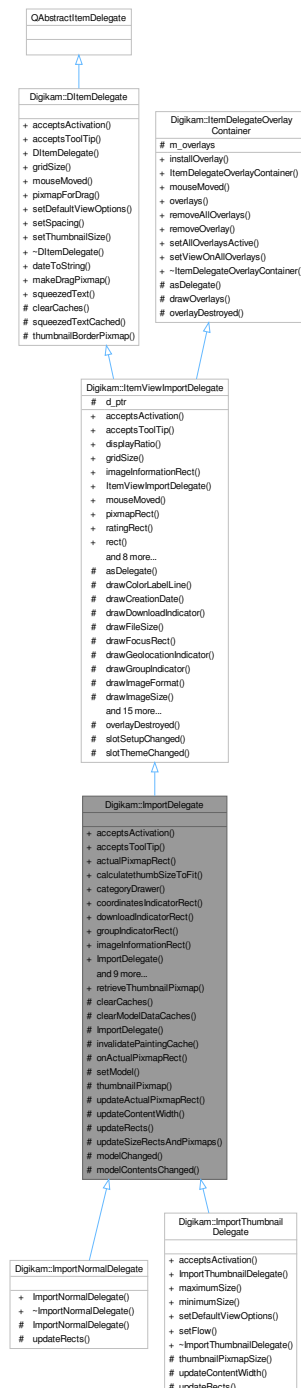 QAbstractItemDelegate
Digikam::DItemDelegate
+ acceptsActivation()
+ acceptsToolTip()
+ DItemDelegate()
+ gridSize()
+ mouseMoved()
+ pixmapForDrag()
+ setDefaultViewOptions()
+ setSpacing()
+ setThumbnailSize()
+ ~DItemDelegate()
+ dateToString()
+ makeDragPixmap()
+ squeezedText()
# clearCaches()
# squeezedTextCached()
# thumbnailBorderPixmap()
Digikam::ItemDelegateOverlay
Container
# m_overlays
+ installOverlay()
+ ItemDelegateOverlayContainer()
+ mouseMoved()
+ overlays()
+ removeAllOverlays()
+ removeOverlay()
+ setAllOverlaysActive()
+ setViewOnAllOverlays()
+ ~ItemDelegateOverlayContainer()
# asDelegate()
# drawOverlays()
# overlayDestroyed()
Digikam::ItemViewImportDelegate
# d_ptr
+ acceptsActivation()
+ acceptsToolTip()
+ displayRatio()
+ gridSize()
+ imageInformationRect()
+ ItemViewImportDelegate()
+ mouseMoved()
+ pixmapRect()
+ ratingRect()
+ rect()
and 8 more...
# asDelegate()
# drawColorLabelLine()
# drawCreationDate()
# drawDownloadIndicator()
# drawFileSize()
# drawFocusRect()
# drawGeolocationIndicator()
# drawGroupIndicator()
# drawImageFormat()
# drawImageSize()
and 15 more...
# overlayDestroyed()
# slotSetupChanged()
# slotThemeChanged()
Digikam::ImportDelegate
+ acceptsActivation()
+ acceptsToolTip()
+ actualPixmapRect()
+ calculatethumbSizeToFit()
+ categoryDrawer()
+ coordinatesIndicatorRect()
+ downloadIndicatorRect()
+ groupIndicatorRect()
+ imageInformationRect()
+ ImportDelegate()
and 9 more...
+ retrieveThumbnailPixmap()
# clearCaches()
# clearModelDataCaches()
# ImportDelegate()
# invalidatePaintingCache()
# onActualPixmapRect()
# setModel()
# thumbnailPixmap()
# updateActualPixmapRect()
# updateContentWidth()
# updateRects()
# updateSizeRectsAndPixmaps()
# modelChanged()
# modelContentsChanged()
Digikam::ImportNormalDelegate
+ ImportNormalDelegate()
+ ~ImportNormalDelegate()
# ImportNormalDelegate()
# updateRects()
Digikam::ImportThumbnail
Delegate
+ acceptsActivation()
+ ImportThumbnailDelegate()
+ maximumSize()
+ minimumSize()
+ setDefaultViewOptions()
+ setFlow()
+ ~ImportThumbnailDelegate()
# thumbnailPixmapSize()
# updateContentWidth()
# updateRects()